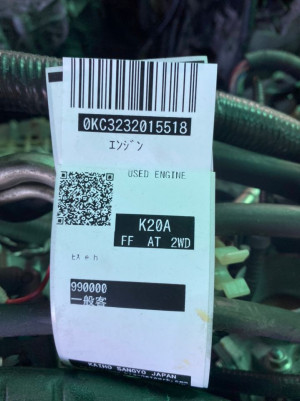 0KC3232015518
ｴﾝｼﾞﾝ
USED ENGINE
K20A
FF AT 2WD
990000
一般客
KAIHO SANGYO JAPAN